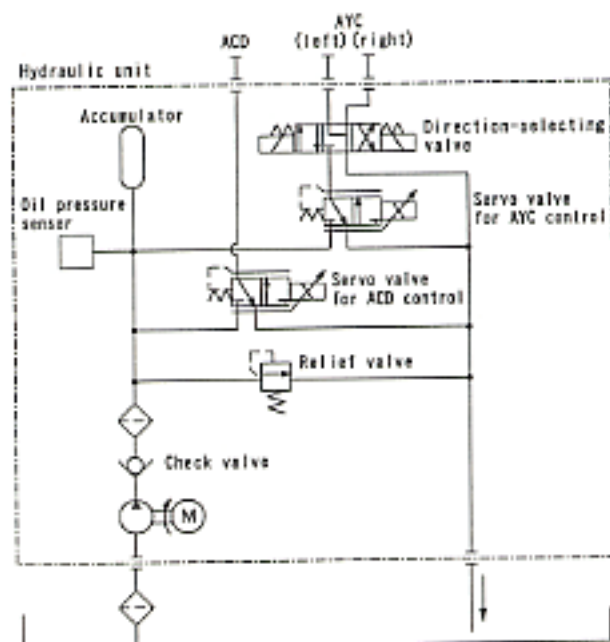 ACD
AYC
(left)(right)
Hydraulic unit
Accumulator
Direction-selecting
valve
Oil pressure
sensor
Servo valve
for AYC control
Servo valve
for ACD control
Relief valve
Check valve
M